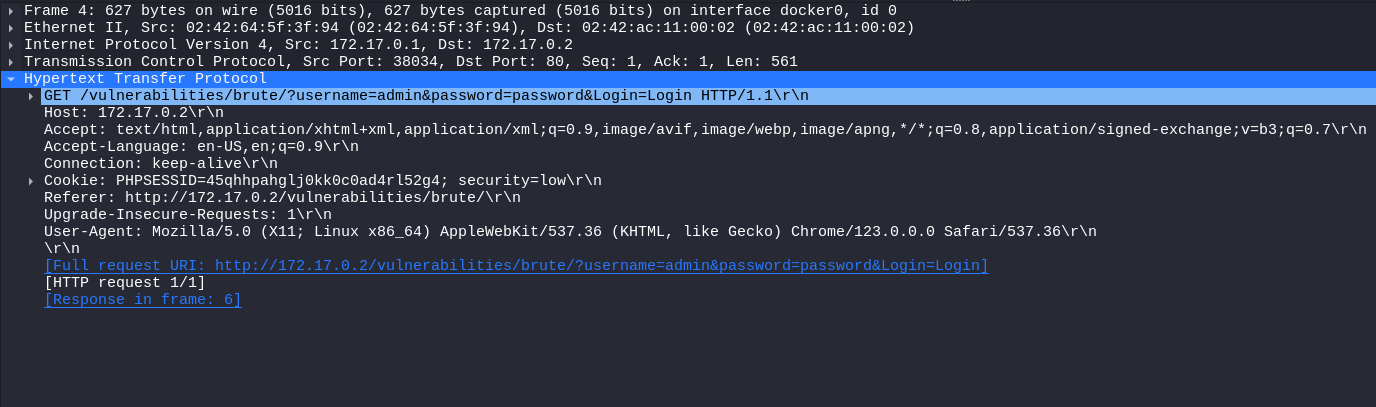 Frame 4: 627 bytes on wire (5016 bits), 627 bytes captured (5016 bits) on interface docker0, id 0
Ethernet II, Src: 02:42:64:5f:3f:94 (02:42:64:5f:3f:94), Dst: 02:42:ac:11:00:02 (02:42:ac:11:00:02)
Internet Protocol Version 4, Src: 172.17.0.1, Dst: 172.17.0.2
Transmission Control Protocol, Src Port: 38034, Dst Port: 80, Seq: 1, Ack: 1, Len: 561
Hypertext Transfer Protocol
GET /vulnerabilities/brute/?username=admin&password=password&Login=Login HTTP/1.1\r\n
Host: 172.17.0.2\r\n
Accept: text/html,application/xhtml+xml,application/xml;q=0.9,image/avif,image/webp,image/apng,*/*;q=0.8,application/signed-exchange;v=b3;q=0.7\r\n
Accept-Language: en-US,en;q=0.9\r\n
Connection: keep-alive\r\n
Cookie: PHPSESSID=45qhhpahglj0kk0c0ad4rl52g4; security=low\r\n
Referer: http://172.17.0.2/vulnerabilities/brute/\r\n
Upgrade-Insecure-Requests: 1\r\n
User-Agent: Mozilla/5.0 (X11; Linux x86_64) AppleWebKit/537.36 (KHTML, like Gecko) Chrome/123.0.0.0 Safari/537.36\r\n
\r\n
[Full request URI: http://172.17.0.2/vulnerabilities/brute/?username=admin&password=password&Login=Login]
[HTTP request 1/1]
[Response in frame: 6]